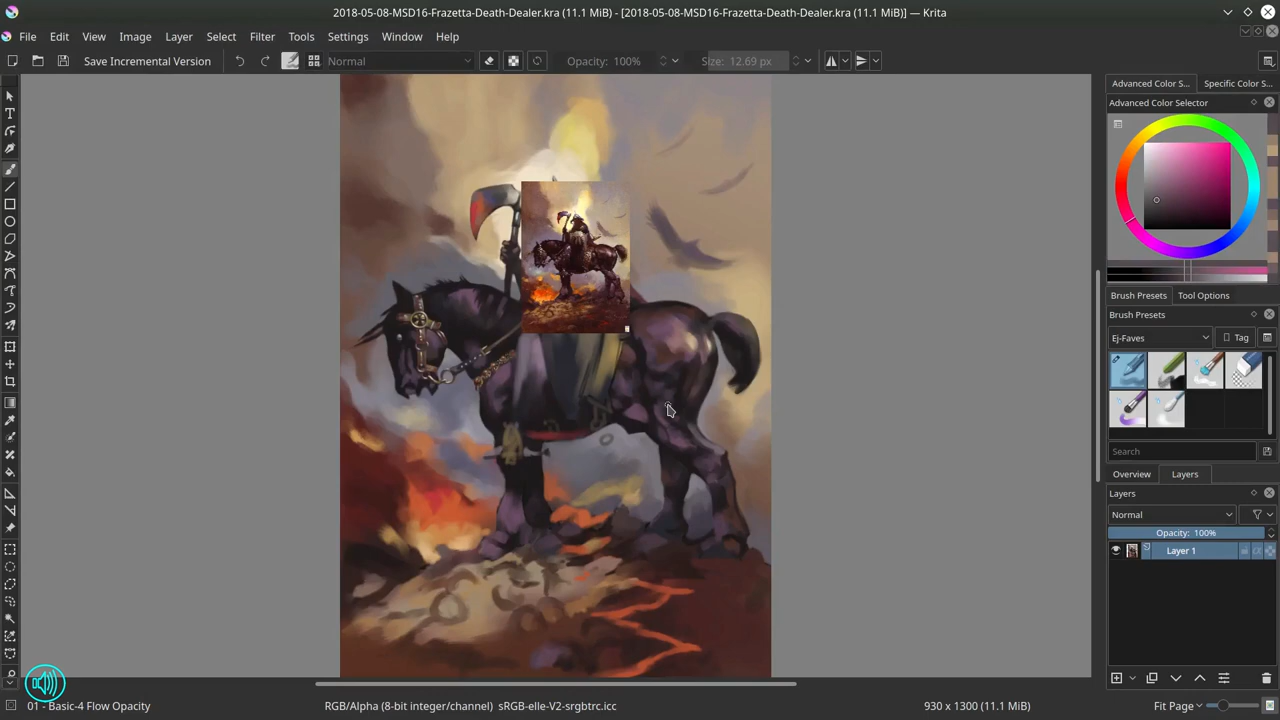 2018-05-08-MSD16-Frazetta-Death-Dealer.kra (11.1 MiB) - [2018-05-08-MSD16-Frazetta-Death-Dealer.kra (11.1 MiB)] — Krita
File Edit View Image Layer Select Filter Tools Settings Window Help
Save Incremental Version Normal Opacity: 100% Size: 12.69 px
Advanced Color S... Specific Color S...
Advanced Color Selector
Brush Presets Tool Options
Brush Presets
Ej-Faves Tag
Search
Overview Layers
Layers
Normal
Opacity: 100%
Layer 1
01 - Basic-4 Flow Opacity RGB/Alpha (8-bit integer/channel) sRGB-elle-V2-srgbtrc.icc 930 x 1300 (11.1 MiB) Fit Page